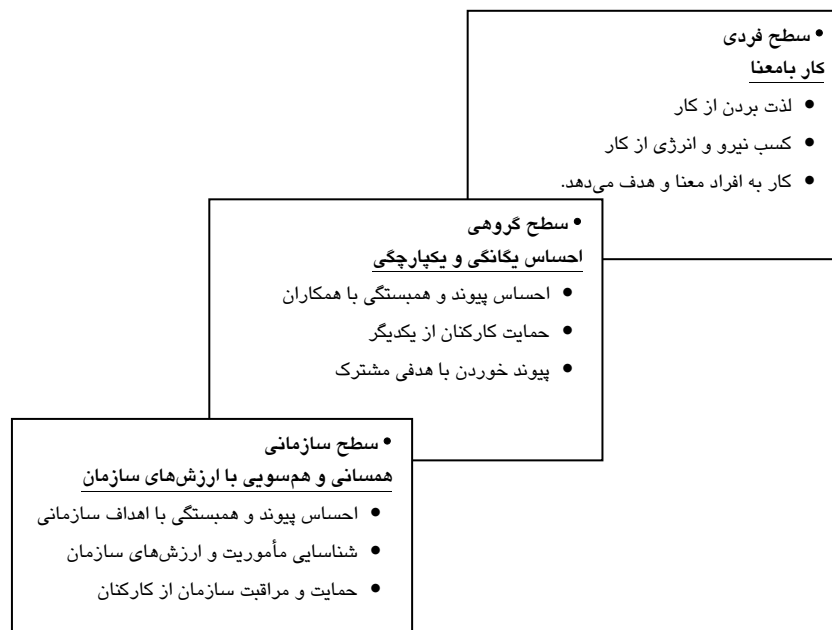 • سطح فردی
کار بامعنا
• لذت بردن از کار
• کسب نیرو و انرژی از کار
• کار به افراد معنا و هدف می‌دهد.
• سطح گروهی
احساس یگانگی و یکپارچگی
• احساس پیوند و همبستگی با همکاران
• حمایت کارکنان از یکدیگر
• پیوند خوردن با هدفی مشترک
• سطح سازمانی
همسانی و هم‌سویی با ارزش‌های سازمان
• احساس پیوند و همبستگی با اهداف سازمانی
• شناسایی مأموریت و ارزش‌های سازمان
• حمایت و مراقبت سازمان از کارکنان